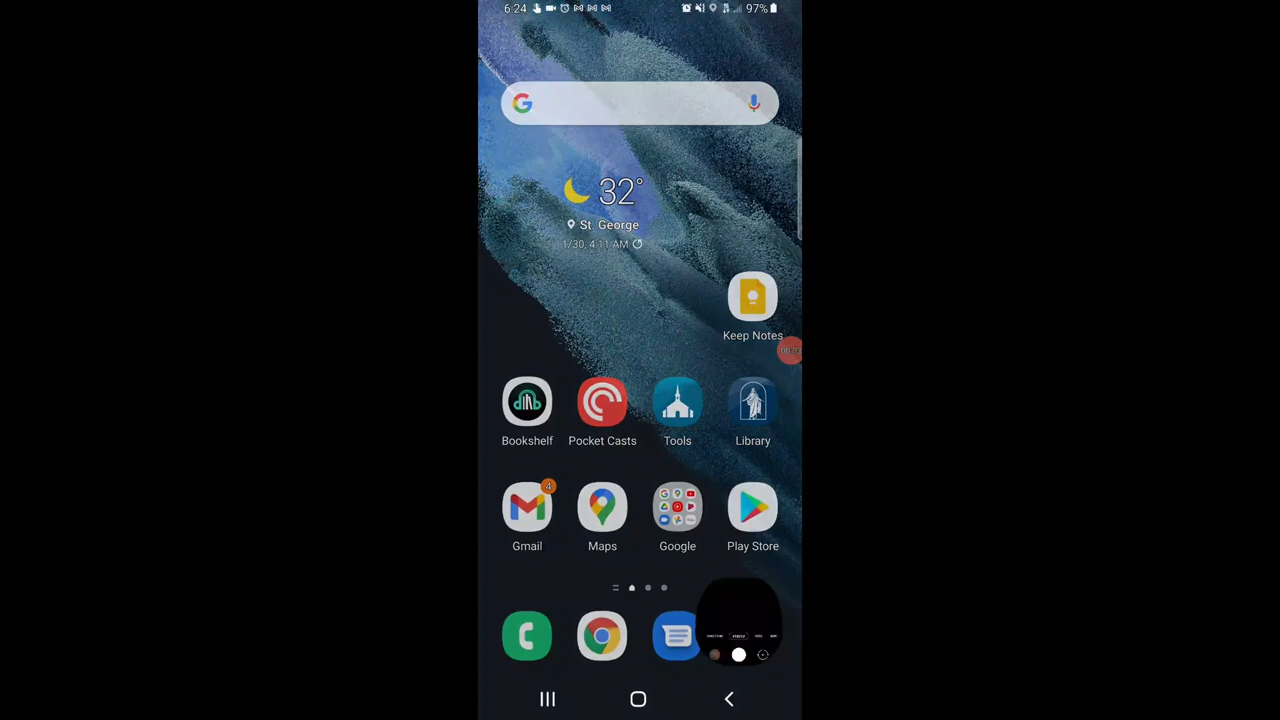 6:24
97%
32°
St. George
1/30, 4:11 AM
Keep Notes
Bookshelf
Pocket Casts
Tools
Library
4
Gmail
Maps
Google
Play Store